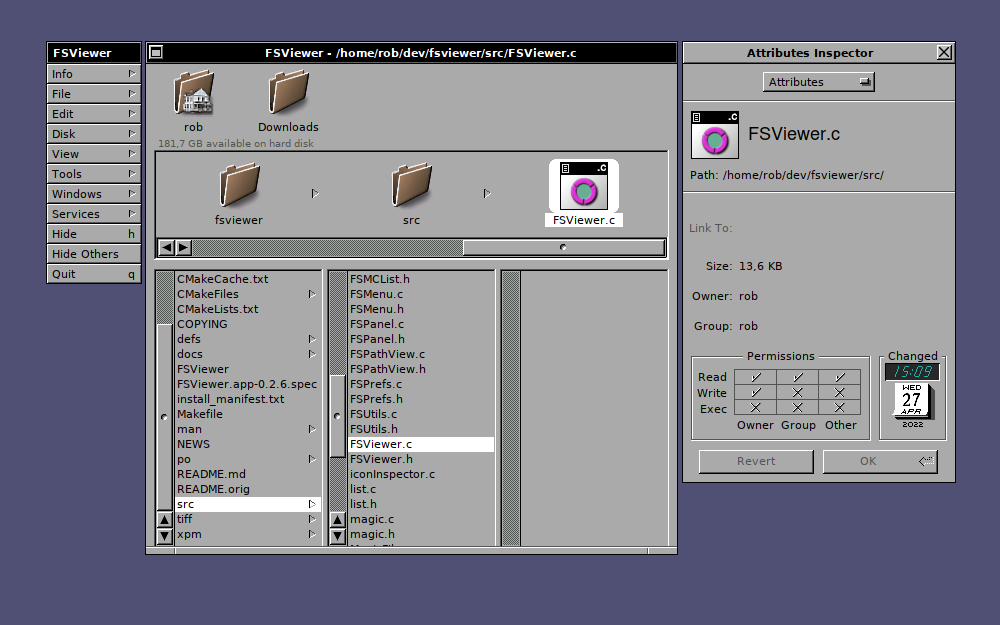 FSViewer
Info
File
Edit
Disk
View
Tools
Windows
Services
Hide h
Hide Others
Quit q
FSViewer - /home/rob/dev/fsviewer/src/FSViewer.c
rob
Downloads
181,7 GB available on hard disk
fsviewer
src
.C
FSViewer.c
CMakeCache.txt
CMakeFiles
CMakeLists.txt
COPYING
defs
docs
FSViewer
FSViewer.app-0.2.6.spec
install_manifest.txt
Makefile
man
NEWS
po
README.md
README.orig
src
tiff
xpm
FSMCList.h
FSMenu.c
FSMenu.h
FSPanel.c
FSPanel.h
FSPathView.c
FSPathView.h
FSPrefs.c
FSPrefs.h
FSUtils.c
FSUtils.h
FSViewer.c
FSViewer.h
iconInspector.c
list.c
list.h
magic.c
magic.h
Attributes Inspector
Attributes
.C
FSViewer.c
Path: /home/rob/dev/fsviewer/src/
Link To:
Size: 13,6 KB
Owner: rob
Group: rob
Permissions
Read
Write
Exec
Owner Group Other
Changed
15:09
WED
27
APR
2022
Revert
OK